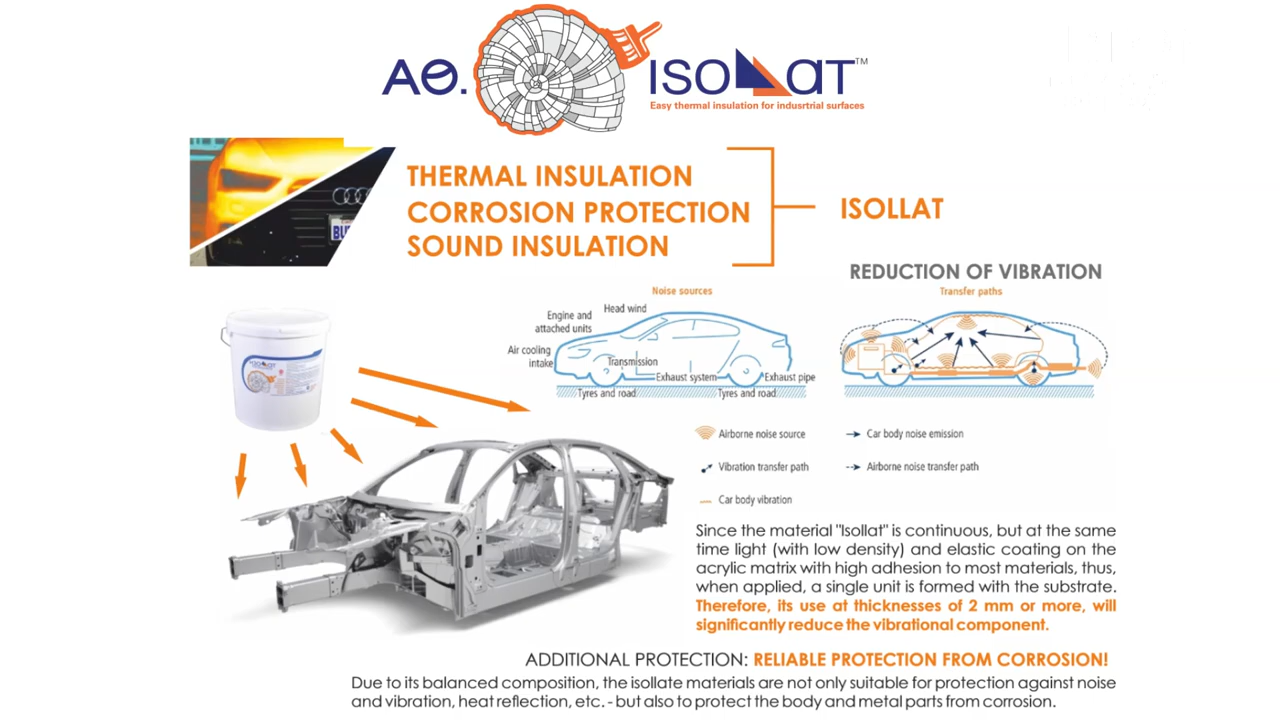 AΘ.
ISOLLAT™
Easy thermal insulation for indusrtrial surfaces
THERMAL INSULATION
CORROSION PROTECTION
SOUND INSULATION
ISOLLAT
REDUCTION OF VIBRATION
Noise sources
Transfer paths
Head wind
Engine and
attached units
Air cooling
intake
Transmission
Exhaust system
Exhaust pipe
Tyres and road
Tyres and road
ISOLLAT
Airborne noise source
Car body noise emission
Vibration transfer path
Airborne noise transfer path
Car body vibration
Since the material "Isollat" is continuous, but at the same
time light (with low density) and elastic coating on the
acrylic matrix with high adhesion to most materials, thus,
when applied, a single unit is formed with the substrate.
Therefore, its use at thicknesses of 2 mm or more, will
significantly reduce the vibrational component.
ADDITIONAL PROTECTION: RELIABLE PROTECTION FROM CORROSION!
Due to its balanced composition, the isollate materials are not only suitable for protection against noise
and vibration, heat reflection, etc. - but also to protect the body and metal parts from corrosion.